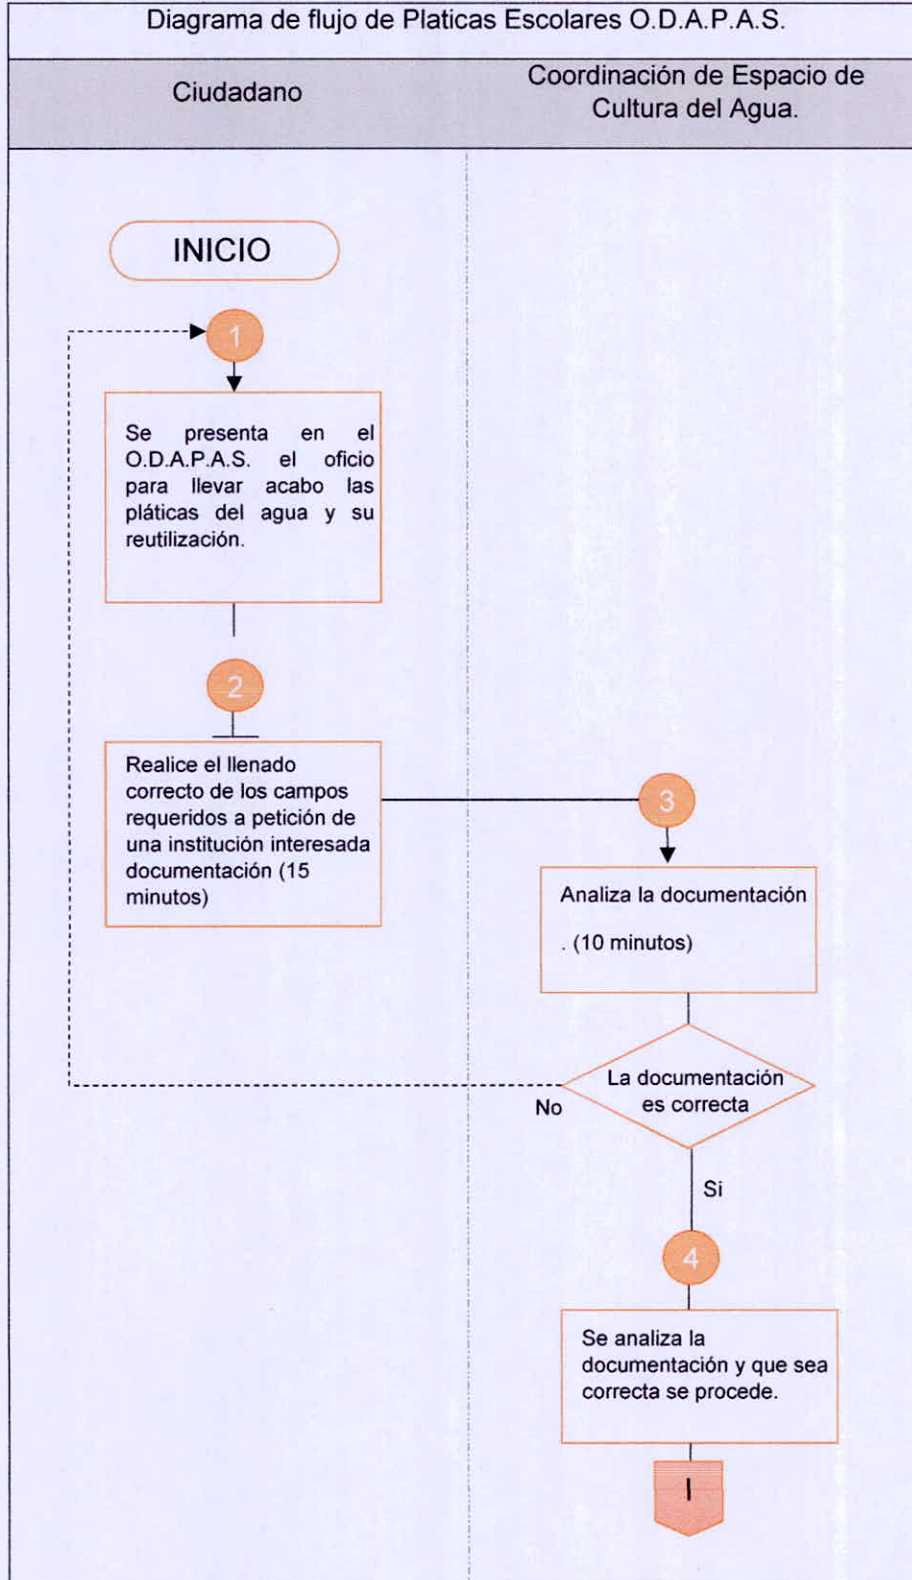 Diagrama de flujo de Platicas Escolares O.D.A.P.A.S.
Ciudadano
Coordinación de Espacio de
Cultura del Agua.
INICIO
1
Se presenta en el
O.D.A.P.A.S. el oficio
para llevar acabo las
pláticas del agua y su
reutilización.
2
Realice el llenado
correcto de los campos
requeridos a petición de
una institución interesada
documentación (15
minutos)
3
Analiza la documentación
. (10 minutos)
La documentación
es correcta
No
Si
4
Se analiza la
documentación y que sea
correcta se procede.
I